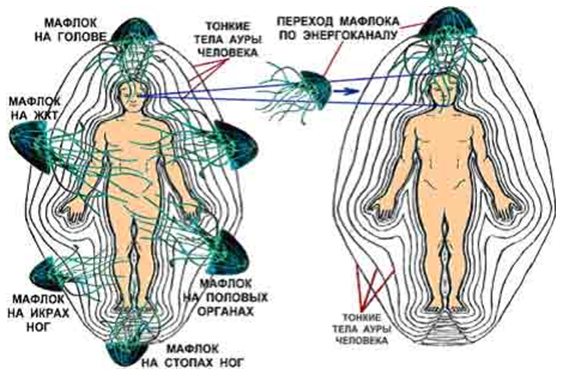 МАФЛОК
НА ГОЛОВЕ
ТОНКИЕ
ТЕЛА АУРЫ
ЧЕЛОВЕКА
ПЕРЕХОД МАФЛОКА
ПО ЭНЕРГОКАНАЛУ
МАФЛОК
НА ЖКТ
МАФЛОК
НА ИКРАХ
НОГ
МАФЛОК
НА ПОЛОВЫХ
ОРГАНАХ
МАФЛОК
НА СТОПАХ НОГ
ТОНКИЕ
ТЕЛА АУРЫ
ЧЕЛОВЕКА